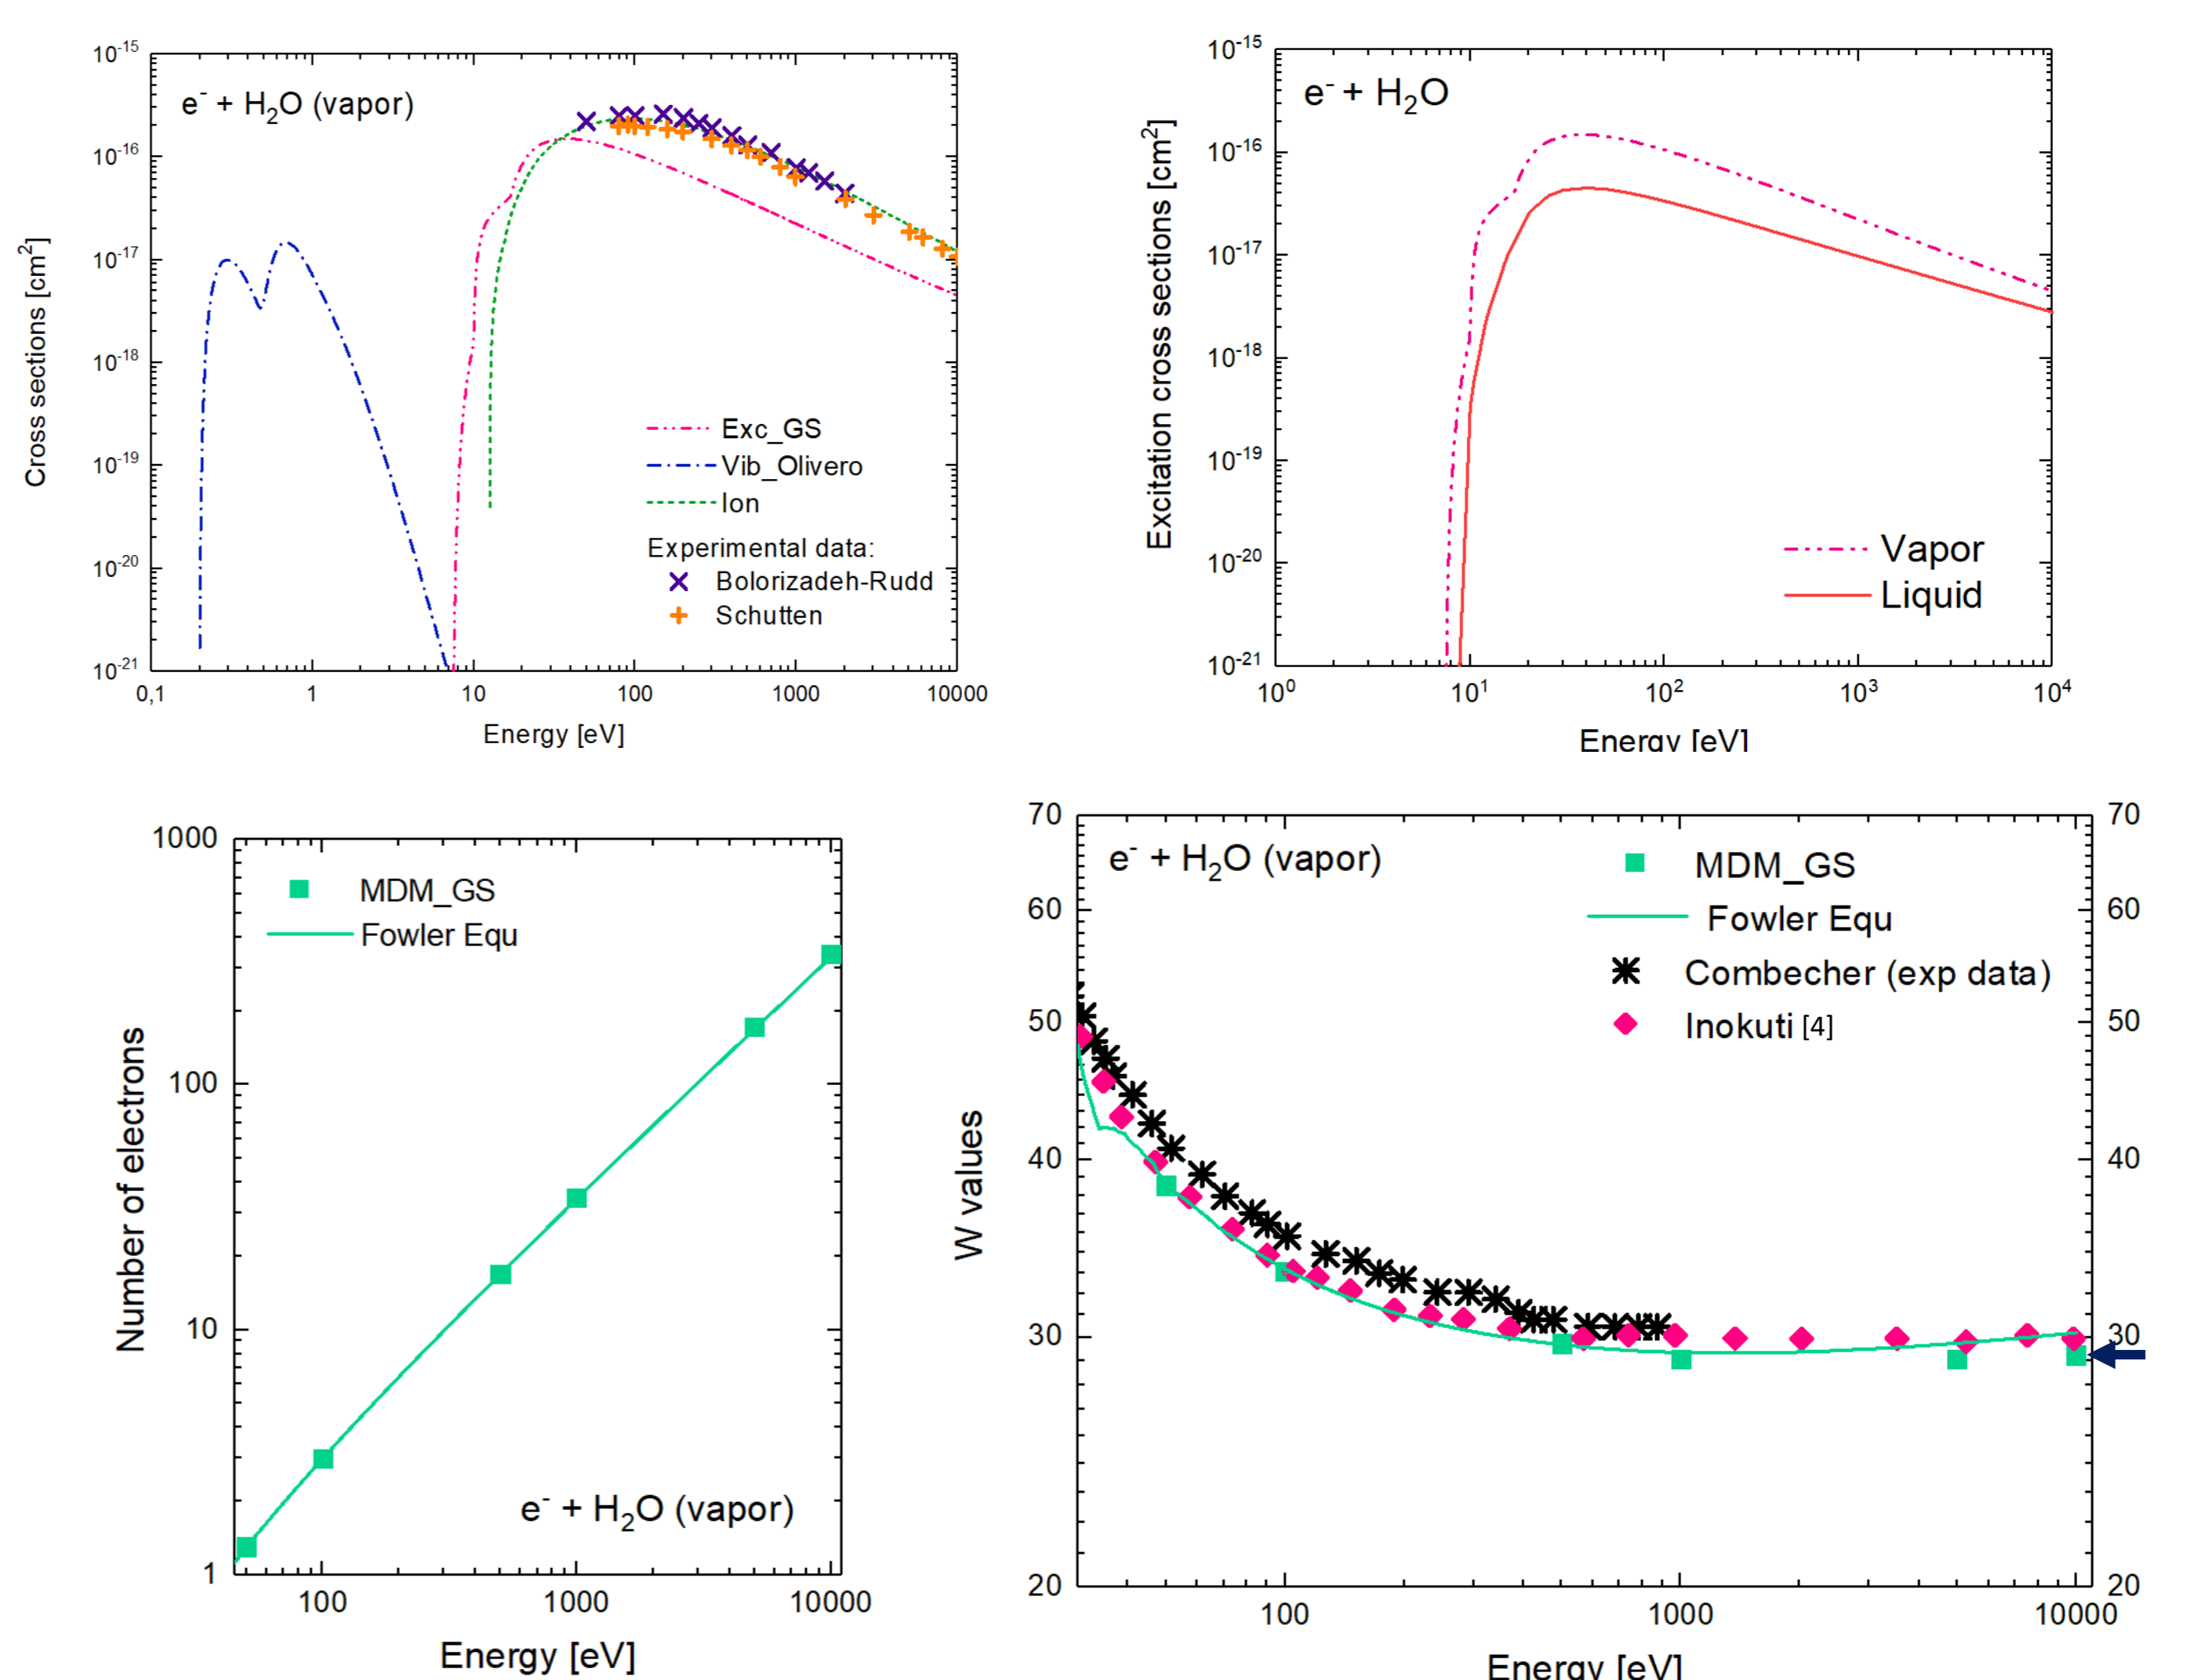 10-15
10-16
10-17
10-18
10-19
10-20
10-21
Cross sections [cm2]
e- + H2O (vapor)
Exc_GS
Vib_Olivero
Ion
Experimental data:
Bolorizadeh-Rudd
Schutten
0,1 1 10 100 1000 10000
Energy [eV]
10-15
10-16
10-17
10-18
10-19
10-20
10-21
Excitation cross sections [cm2]
e- + H2O
Vapor
Liquid
100 101 102 103 104
Energy [eV]
1000
100
10
1
Number of electrons
MDM_GS
Fowler Equ
e- + H2O (vapor)
100 1000 10000
Energy [eV]
70
60
50
40
30
20
W values
e- + H2O (vapor)
MDM_GS
Fowler Equ
Combecher (exp data)
Inokuti [4]
70
60
50
40
30
20
100 1000 10000
Energy [eV]